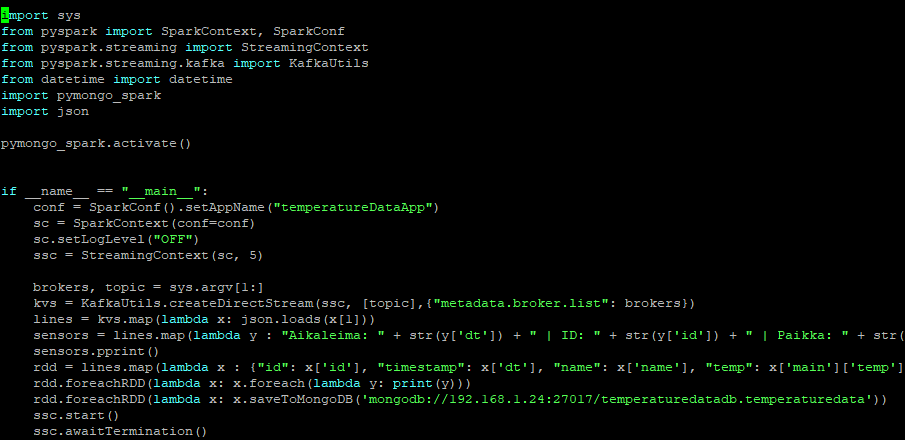 import sys
from pyspark import SparkContext, SparkConf
from pyspark.streaming import StreamingContext
from pyspark.streaming.kafka import KafkaUtils
from datetime import datetime
import pymongo_spark
import json
pymongo_spark.activate()
if __name__ == "__main__":
    conf = SparkConf().setAppName("temperatureDataApp")
    sc = SparkContext(conf=conf)
    sc.setLogLevel("OFF")
    ssc = StreamingContext(sc, 5)
    brokers, topic = sys.argv[1:]
    kvs = KafkaUtils.createDirectStream(ssc, [topic],{"metadata.broker.list": brokers})
    lines = kvs.map(lambda x: json.loads(x[1]))
    sensors = lines.map(lambda y : "Aikaleima: " + str(y['dt']) + " | ID: " + str(y['id']) + " | Paikka: " + str(
    sensors.pprint()
    rdd = lines.map(lambda x : {"id": x['id'], "timestamp": x['dt'], "name": x['name'], "temp": x['main']['temp']
    rdd.foreachRDD(lambda x: x.foreach(lambda y: print(y)))
    rdd.foreachRDD(lambda x: x.saveToMongoDB('mongodb://192.168.1.24:27017/temperaturedatadb.temperaturedata'))
    ssc.start()
    ssc.awaitTermination()